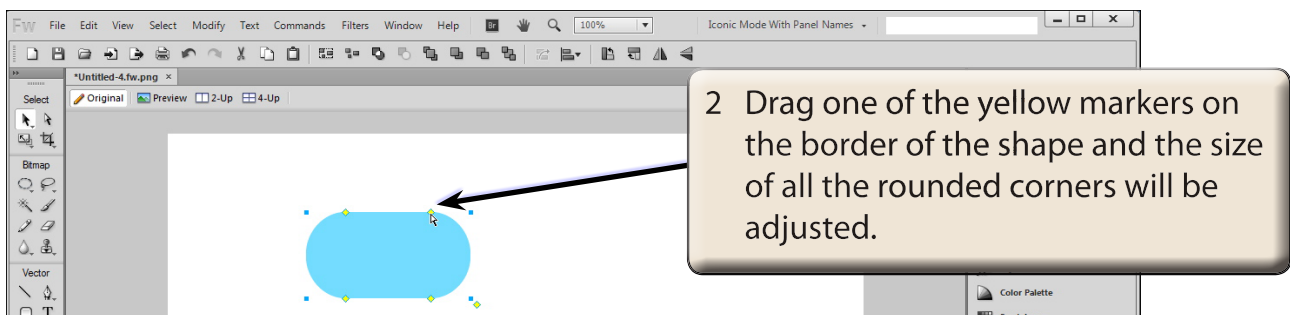 Fw File Edit View Select Modify Text Commands Filters Window Help Br 100% Iconic Mode With Panel Names
*Untitled-4.fw.png ×
Select
Original Preview 2-Up 4-Up
2 Drag one of the yellow markers on
the border of the shape and the size
of all the rounded corners will be
adjusted.
Bitmap
Vector
T
Color Palette